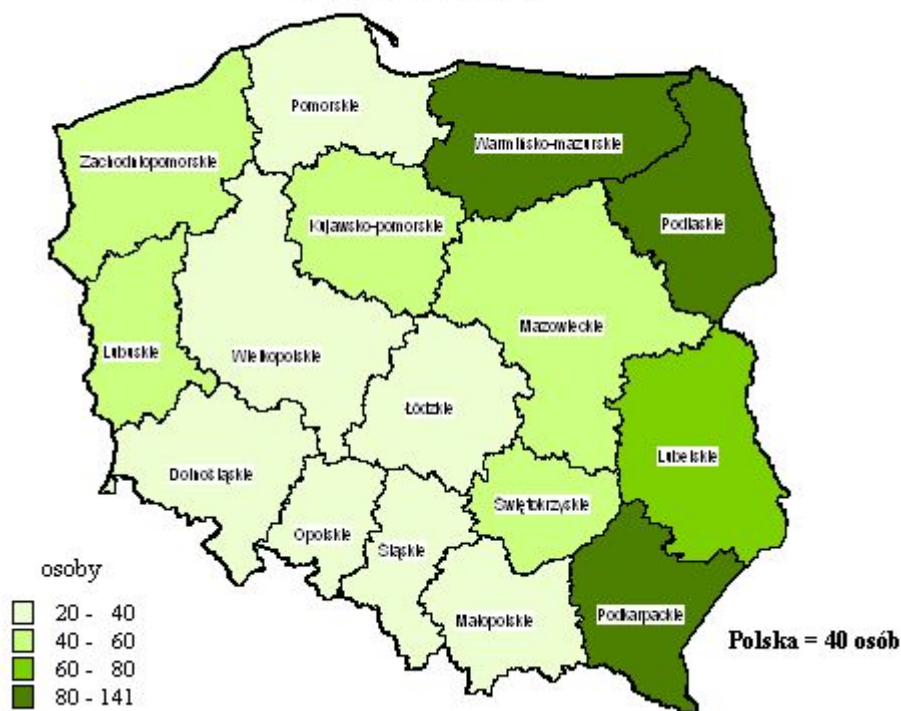 Pomorskie
Warmińsko-mazurskie
Zachodniopomorskie
Podlaskie
Kujawsko-pomorskie
Mazowieckie
Lubuskie
Wielkopolskie
Łódzkie
Lubelskie
Dolnośląskie
Świętokrzyskie
Opolskie
Śląskie
Małopolskie
Podkarpackie
Polska = 40 osób
osoby
20 - 40
40 - 60
60 - 80
80 - 141